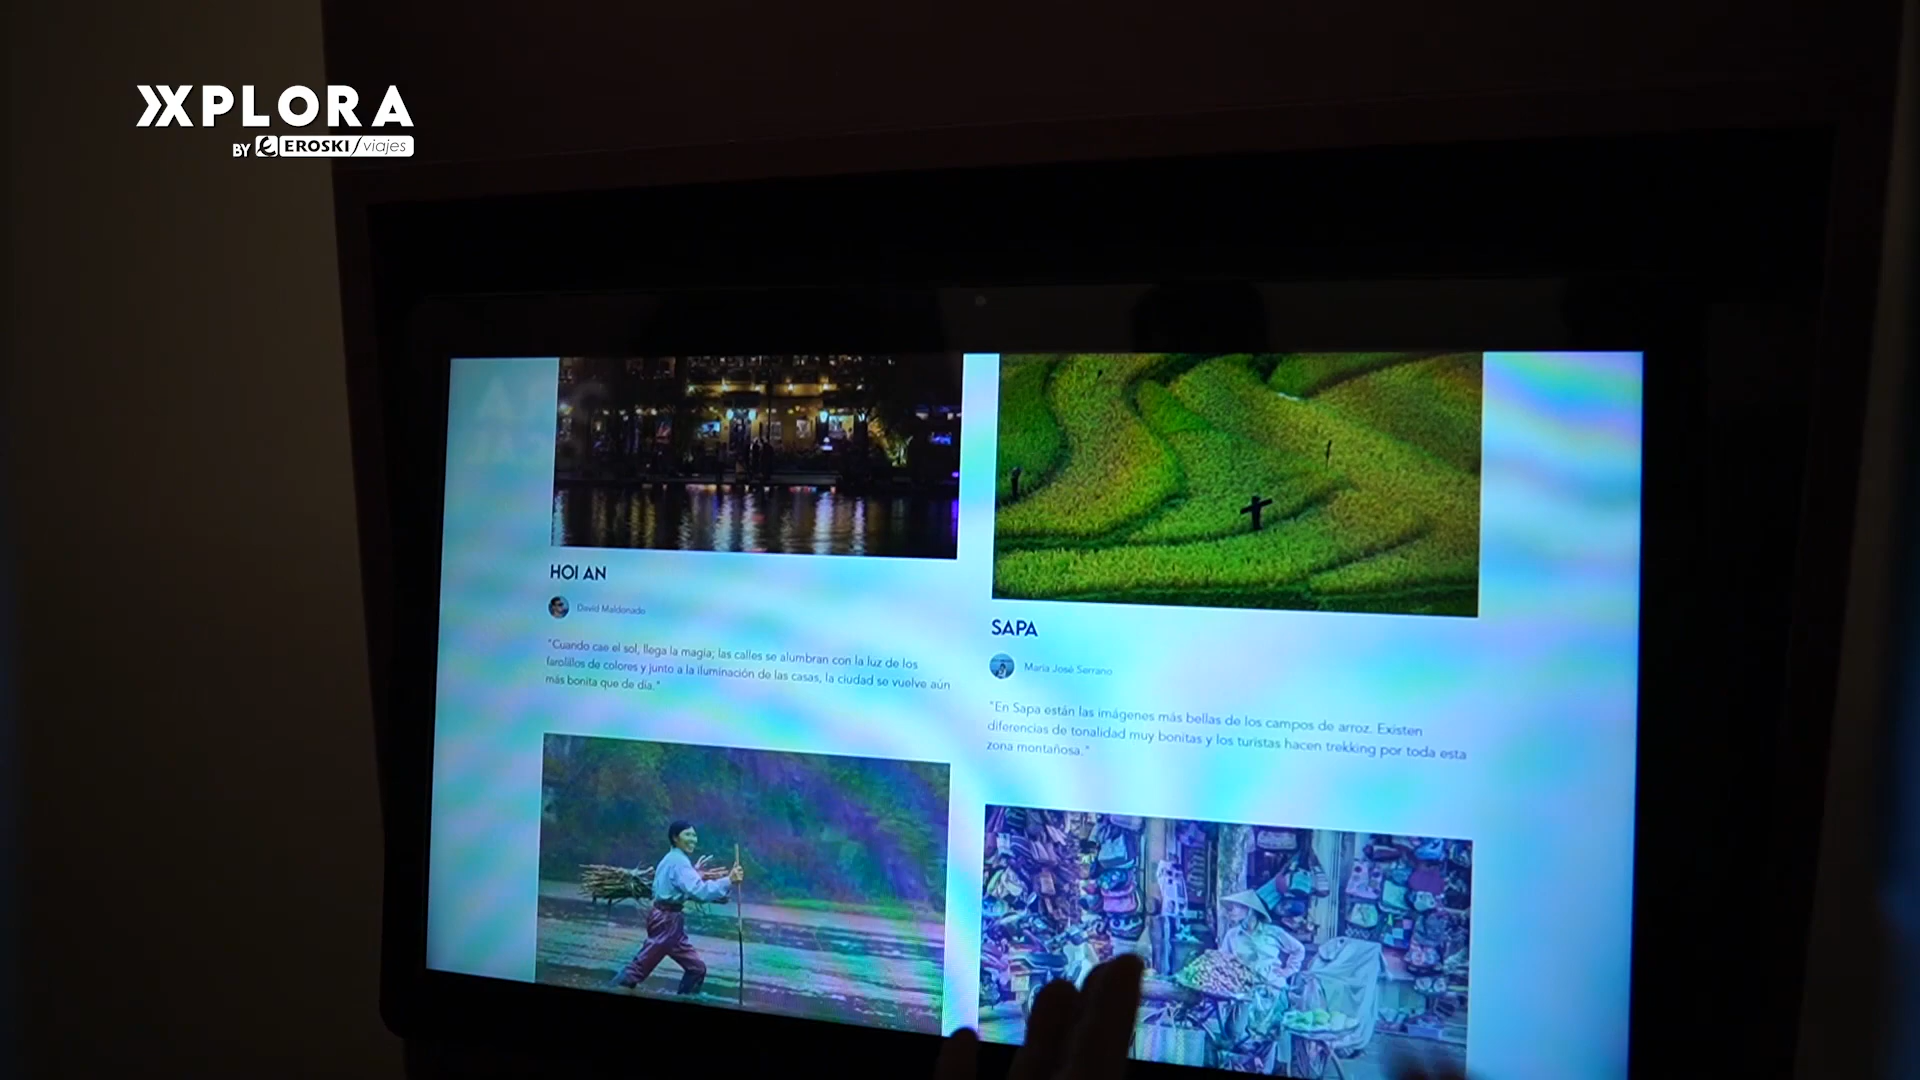 XPLORA
BY EROSKI/viajes
HOI AN
David Maldonado
"Cuando cae el sol, llega la magia; las calles se alumbran con la luz de los
farolillos de colores y junto a la iluminación de las casas, la ciudad se vuelve aún
más bonita que de día."
SAPA
María José Serrano
"En Sapa están las imágenes más bellas de los campos de arroz. Existen
diferencias de tonalidad muy bonitas y los turistas hacen trekking por toda esta
zona montañosa."